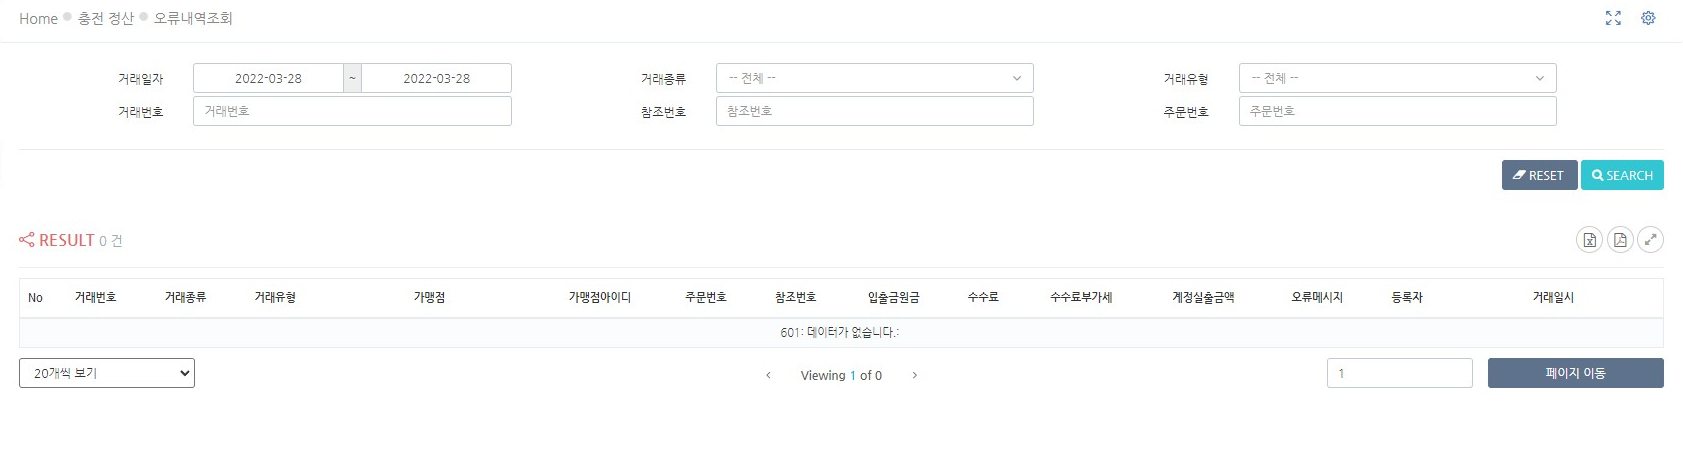 Home 충전 정산 오류내역조회
거래일자 2022-03-28 ~ 2022-03-28 거래종류 -- 전체 -- 거래유형 -- 전체 --
거래번호 거래번호 참조번호 참조번호 주문번호 주문번호
RESET SEARCH
RESULT 0 건
No 거래번호 거래종류 거래유형 가맹점 가맹점아이디 주문번호 참조번호 입출금원금 수수료 수수료부가세 계정실출금액 오류메시지 등록자 거래일시
601: 데이터가 없습니다.:
20개씩 보기 Viewing 1 of 0 1 페이지 이동